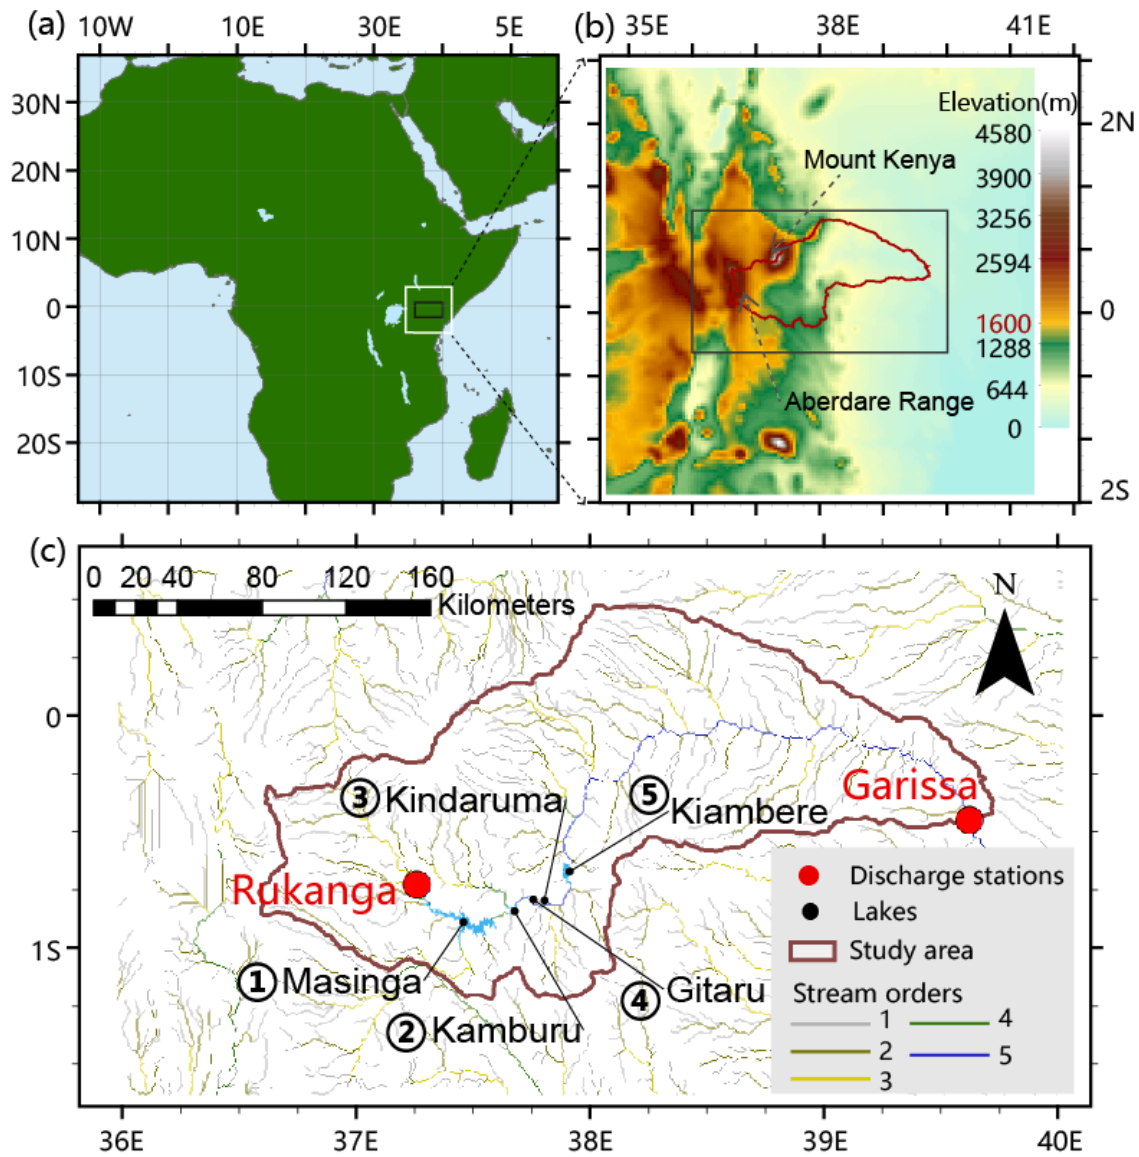 (a)
10W 10E 30E 5E
30N
20N
10N
0
10S
20S
(b)
35E 38E 41E
Elevation(m)
4580
3900
3256
2594
1600
1288
644
0
2N
0
2S
Mount Kenya
Aberdare Range
(c)
0 20 40 80 120 160
Kilometers
N
0
1S
3 Kindaruma
5 Kiambere
Garissa
Rukanga
1 Masinga
2 Kamburu
4 Gitaru
Discharge stations
Lakes
Study area
Stream orders
1 4
2 5
3
36E 37E 38E 39E 40E